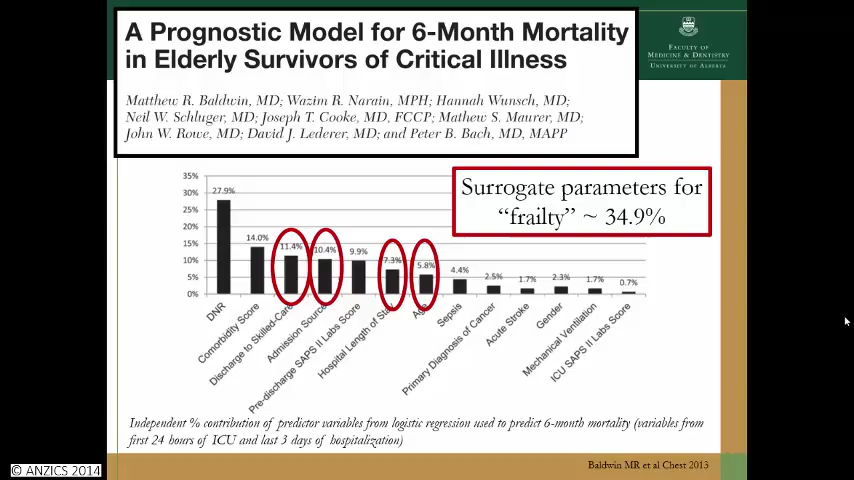 A Prognostic Model for 6-Month Mortality
in Elderly Survivors of Critical Illness
Matthew R. Baldwin, MD; Wazim R. Narain, MPH; Hannah Wunsch, MD;
Neil W. Schluger, MD; Joseph T. Cooke, MD, FCCP; Mathew S. Maurer, MD;
John W. Rowe, MD; David J. Lederer, MD; and Peter B. Bach, MD, MAPP
FACULTY OF
MEDICINE & DENTISTRY
UNIVERSITY OF ALBERTA
Surrogate parameters for
“frailty” ~ 34.9%
35%
30%
25%
20%
15%
10%
5%
0%
27.9%
14.0%
11.4%
10.4%
9.9%
7.3%
5.8%
4.4%
2.5%
1.7%
2.3%
1.7%
0.7%
DNR
Comorbidity Score
Discharge to Skilled-Care
Admission Source
Pre-discharge SAPS II Labs Score
Hospital Length of Stay
Age
Sepsis
Primary Diagnosis of Cancer
Acute Stroke
Gender
Mechanical Ventilation
ICU SAPS II Labs Score
Independent % contribution of predictor variables from logistic regression used to predict 6-month mortality (variables from
first 24 hours of ICU and last 3 days of hospitalization)
Baldwin MR et al Chest 2013
© ANZICS 2014